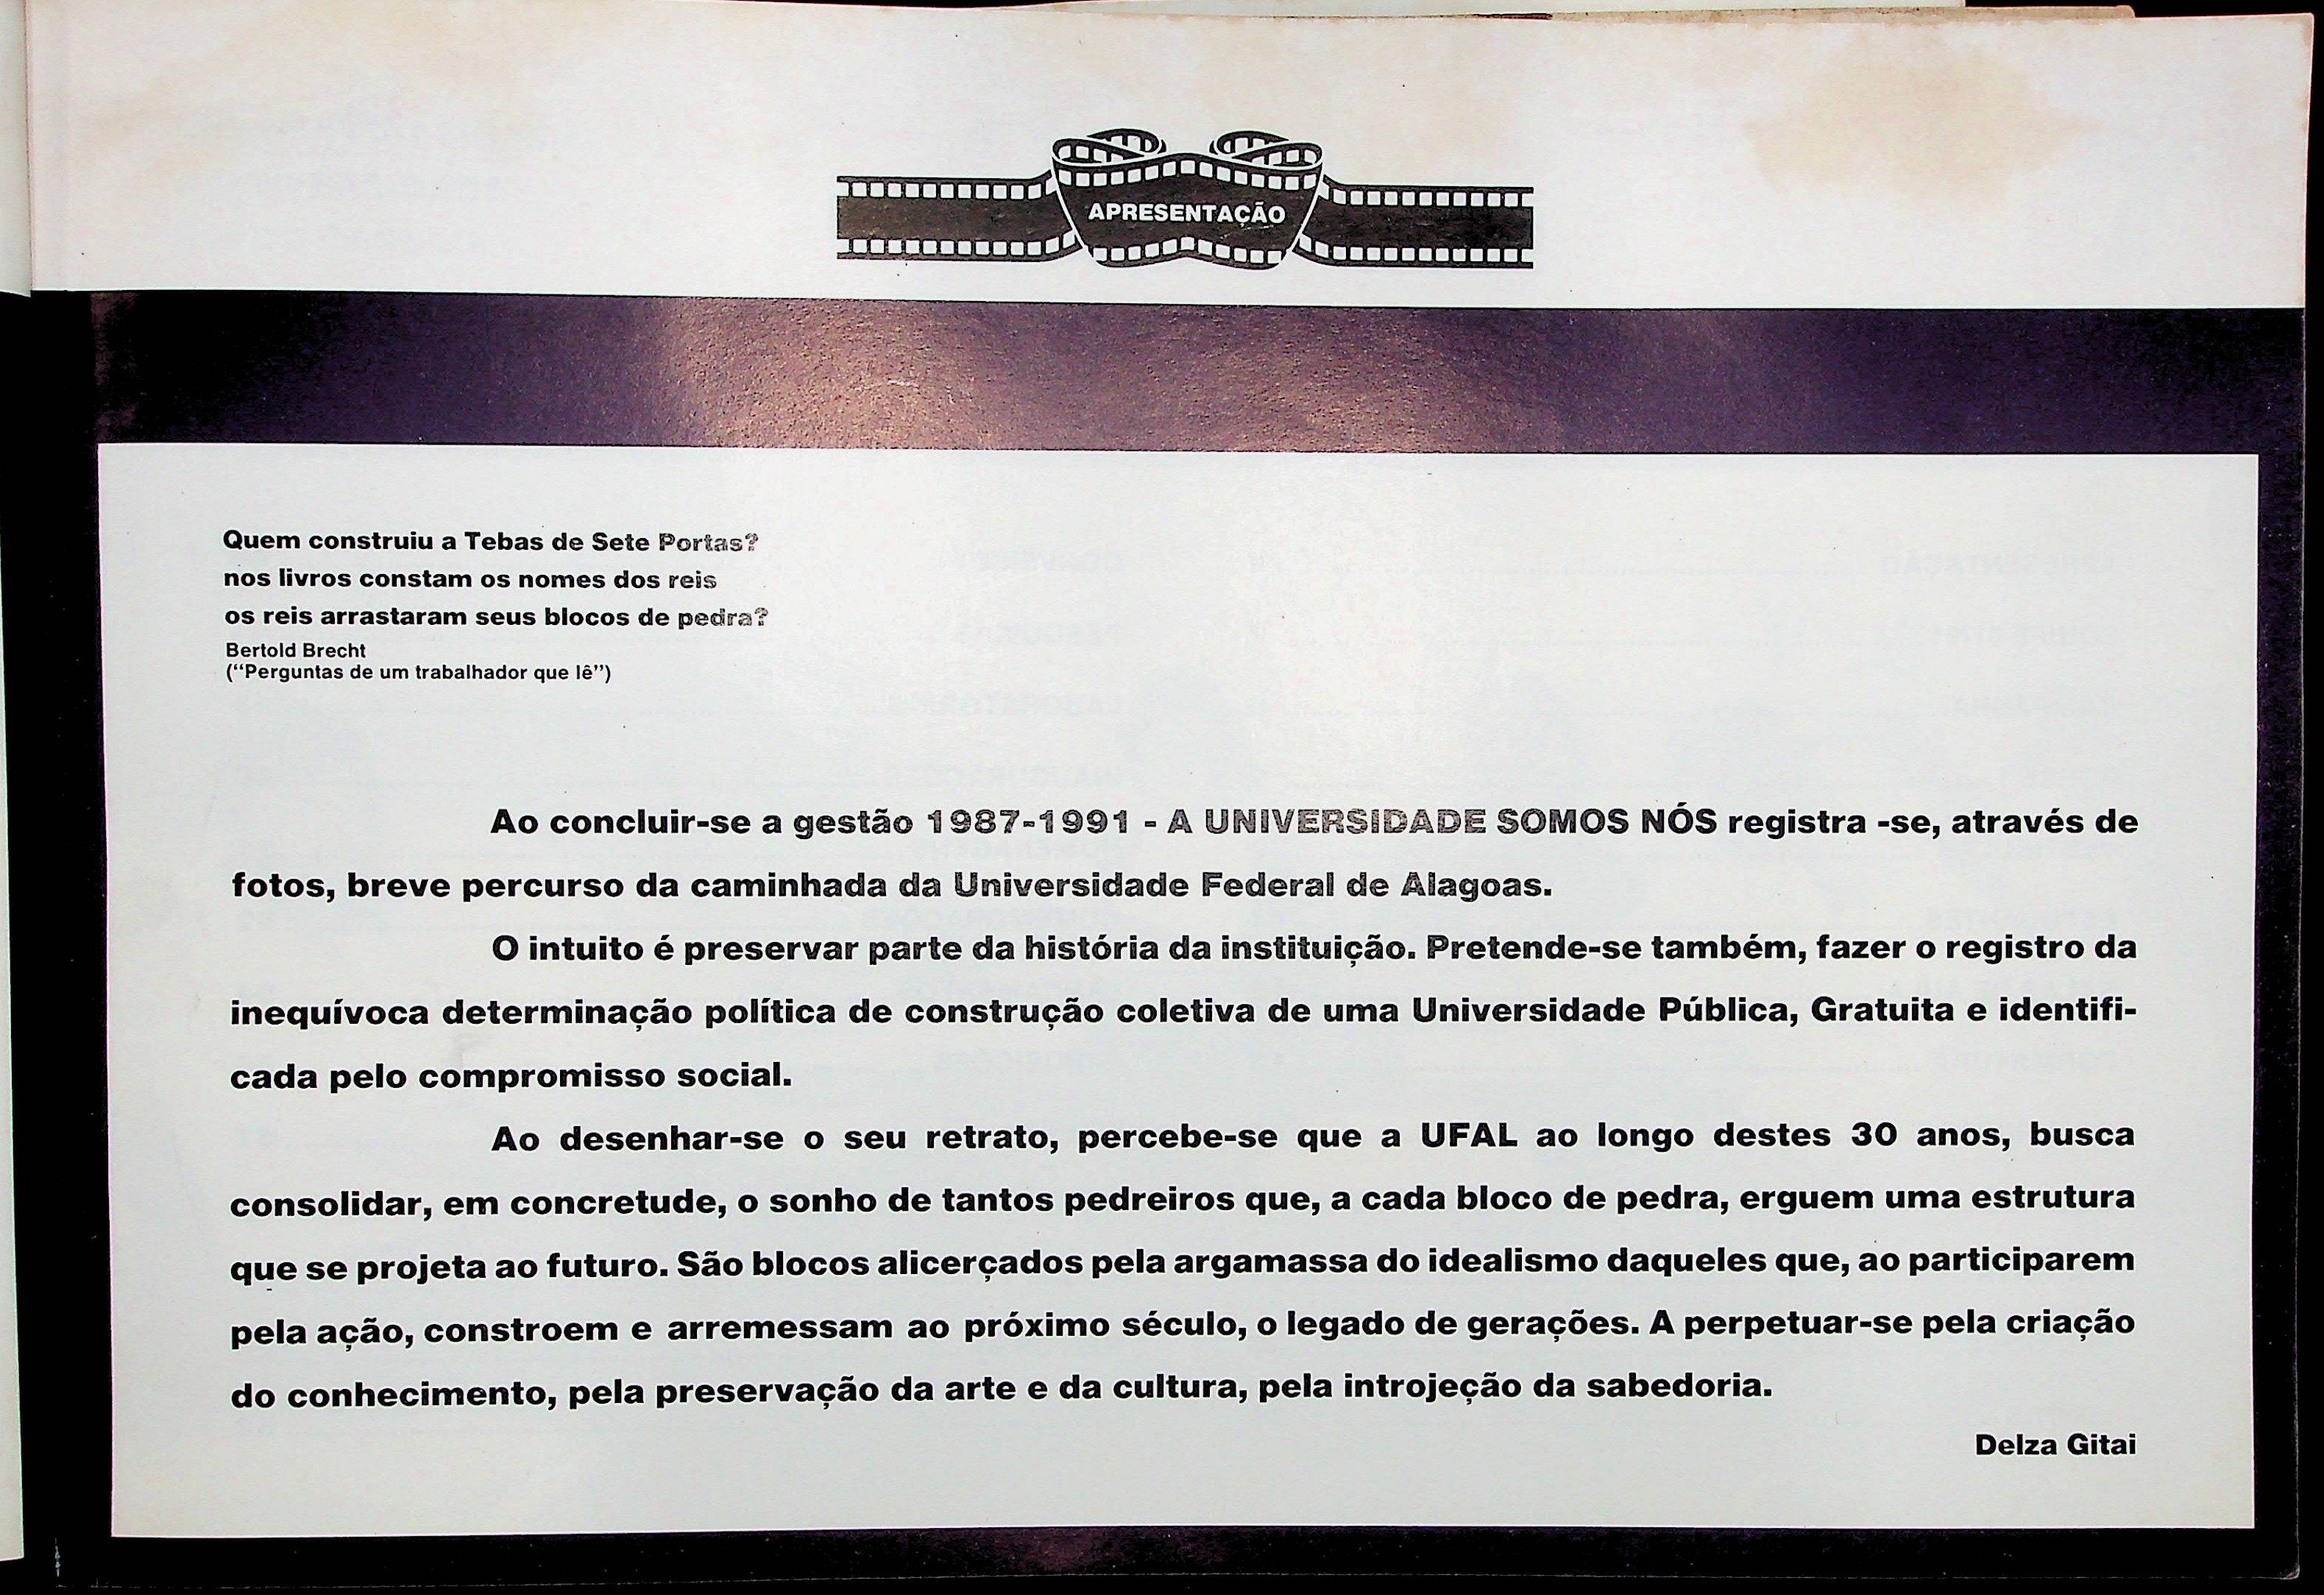 APRESENTAÇÃO
Quem construiu a Tebas de Sete Portas?
nos livros constam os nomes dos reis
os reis arrastaram seus blocos de pedra?
Bertold Brecht
("Perguntas de um trabalhador que lê")
Ao concluir-se a gestão 1987-1991 - A UNIVERSIDADE SOMOS NÓS registra -se, através de
fotos, breve percurso da caminhada da Universidade Federal de Alagoas.
O intuito é preservar parte da história da instituição. Pretende-se também, fazer o registro da
inequívoca determinação política de construção coletiva de uma Universidade Pública, Gratuita e identifi-
cada pelo compromisso social.
Ao desenhar-se o seu retrato, percebe-se que a UFAL ao longo destes 30 anos, busca
consolidar, em concretude, o sonho de tantos pedreiros que, a cada bloco de pedra, erguem uma estrutura
que se projeta ao futuro. São blocos alicerçados pela argamassa do idealismo daqueles que, ao participarem
pela ação, constroem e arremessam ao próximo século, o legado de gerações. A perpetuar-se pela criação
do conhecimento, pela preservação da arte e da cultura, pela introjeção da sabedoria.
Delza Gitai